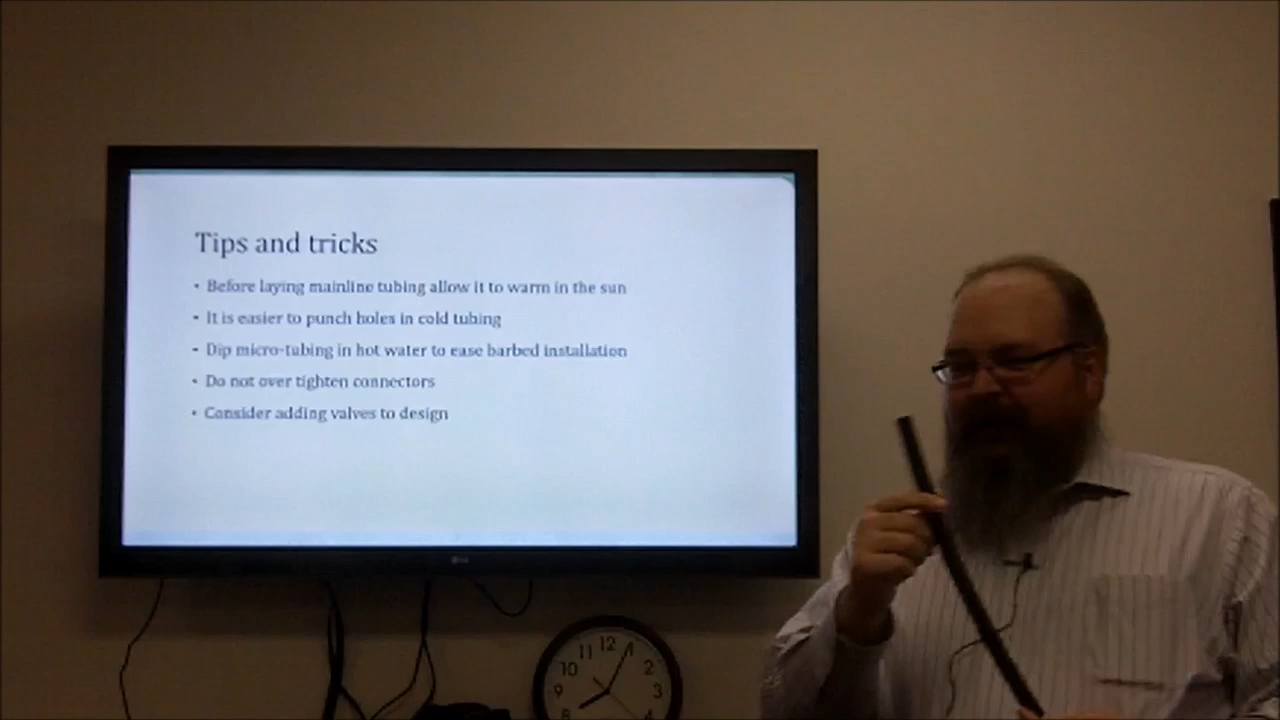 Tips and tricks
• Before laying mainline tubing allow it to warm in the sun
• It is easier to punch holes in cold tubing
• Dip micro-tubing in hot water to ease barbed installation
• Do not over tighten connectors
• Consider adding valves to design
LG
11 12 1
10 2
9 3
8 4